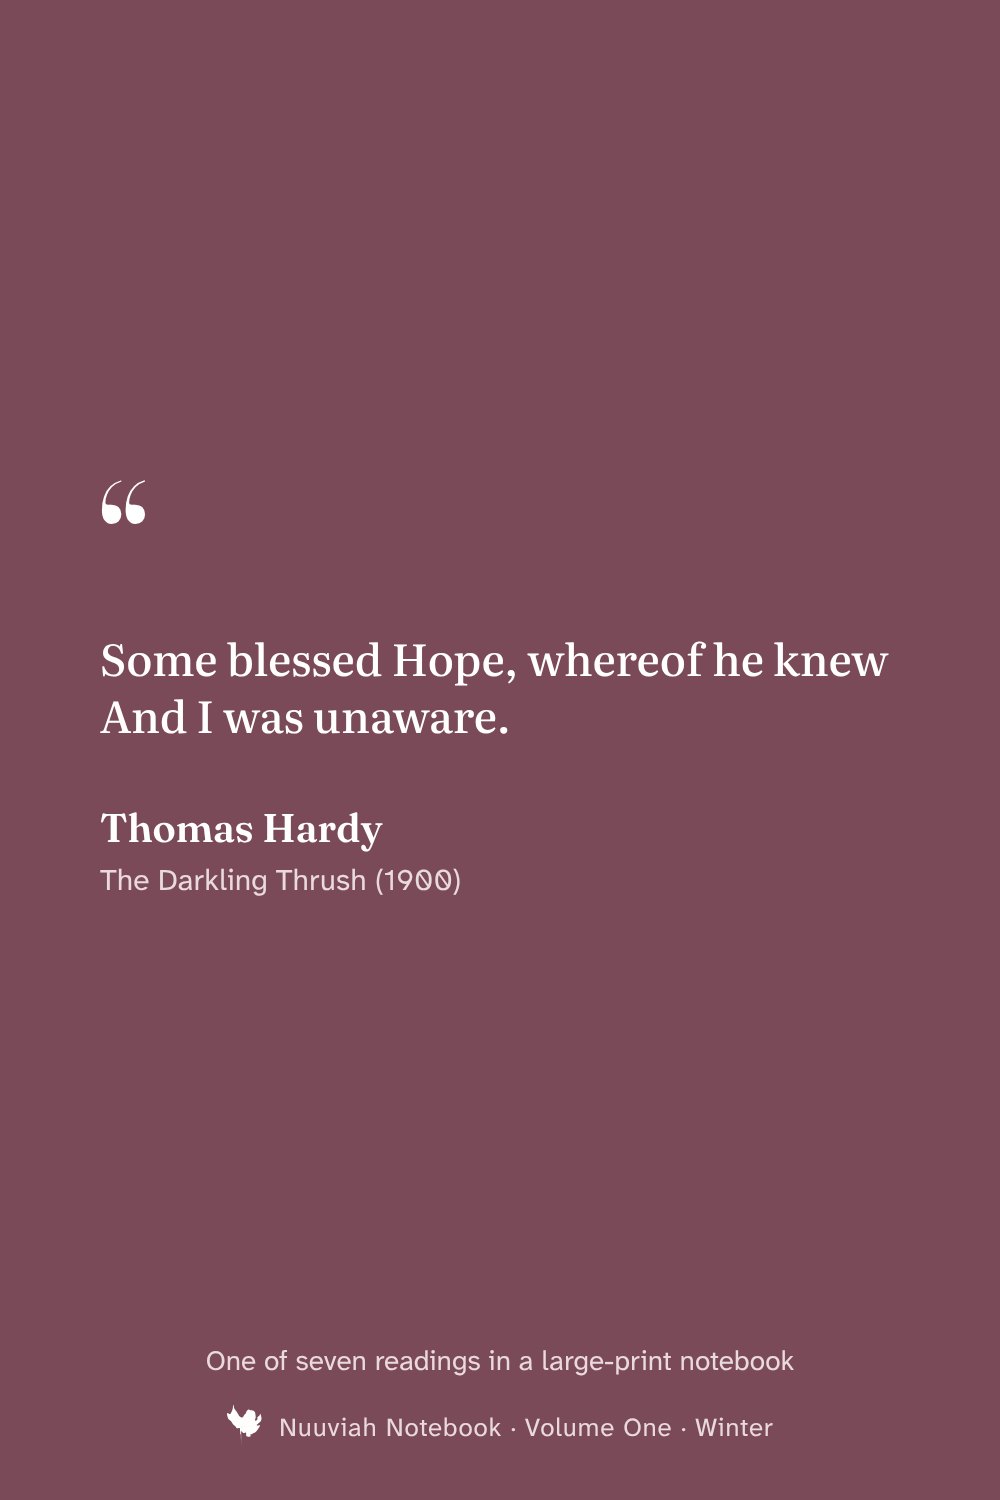 “
Some blessed Hope, whereof he knew
And I was unaware.
Thomas Hardy
The Darkling Thrush (1900)
One of seven readings in a large-print notebook
Nuuviah Notebook · Volume One · Winter